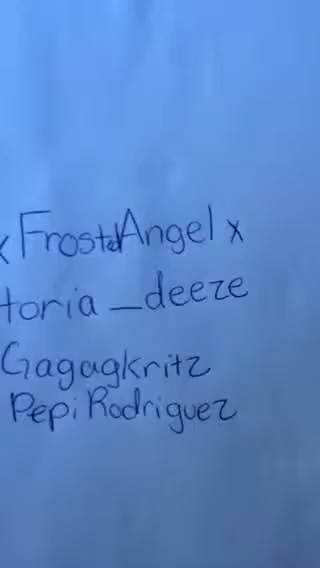 x FrostedAngel x
toria_deeze
Gagagkritz
Pepi Rodriguez